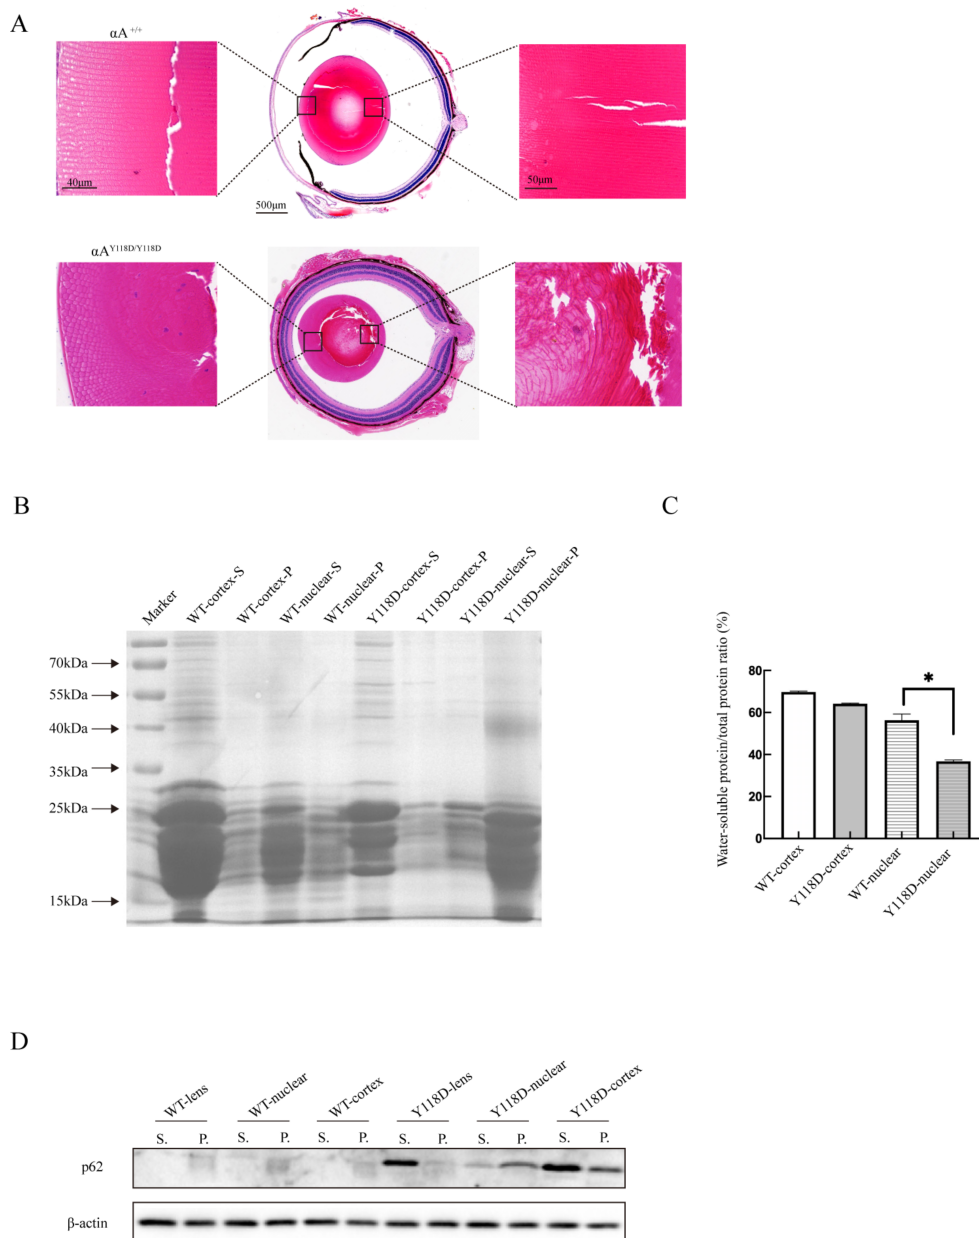 A
αA +/+
40μm
500μm
50μm
αA Y118D/Y118D
B
C
Marker
WT-cortex-S
WT-cortex-P
WT-nuclear-S
WT-nuclear-P
Y118D-cortex-S
Y118D-cortex-P
Y118D-nuclear-S
Y118D-nuclear-P
70kDa
55kDa
40kDa
35kDa
25kDa
15kDa
Water-soluble protein/total protein ratio (%)
80
60
40
20
0
*
WT-cortex
Y118D-cortex
WT-nuclear
Y118D-nuclear
D
WT-lens
WT-nuclear
WT-cortex
Y118D-lens
Y118D-nuclear
Y118D-cortex
S. P. S. P. S. P. S. P. S. P. S. P.
p62
β-actin